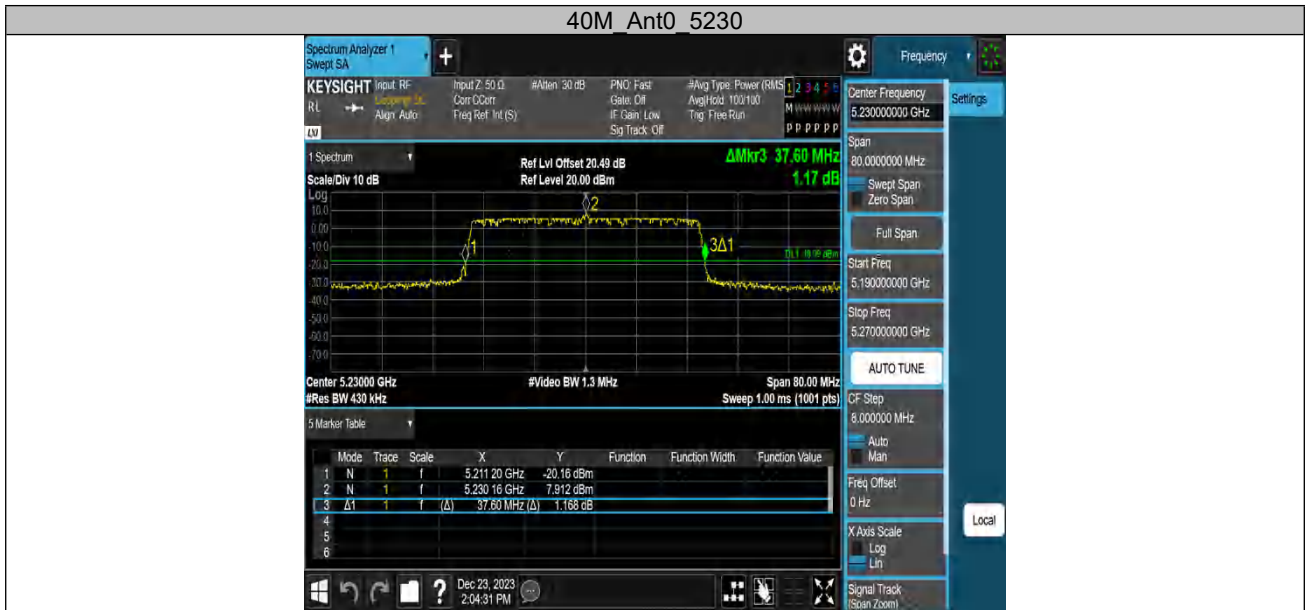 40M_Ant0_5230
Spectrum Analyzer 1
Swept SA
+
Frequency
KEYSIGHT
RL
LXI
Input: RF
Align: Auto
Input Z: 50 Ω
Corr CCorr
Freq Ref: Int (S)
#Atten: 30 dB
PNO: Fast
Gate: Off
IF Gain: Low
Sig Track: Off
#Avg Type: Power (RMS
Avg|Hold: 100/100
Trig: Free Run
1 2 3 4 5 6
M W W W W W
P P P P P P
Center Frequency
5.230000000 GHz
Settings
Span
80.0000000 MHz
Swept Span
Zero Span
Full Span
Start Freq
5.190000000 GHz
Stop Freq
5.270000000 GHz
AUTO TUNE
CF Step
8.000000 MHz
Auto
Man
Freq Offset
0 Hz
X Axis Scale
Log
Lin
Signal Track
(Span Zoom)
Local
1 Spectrum
Scale/Div 10 dB
Log
Ref Lvl Offset 20.49 dB
Ref Level 20.00 dBm
ΔMkr3 37.60 MHz
1.17 dB
10.0
0.00
-10.0
-20.0
-30.0
-40.0
-50.0
-60.0
-70.0
1
2
3Δ1
Center 5.23000 GHz
#Res BW 430 kHz
#Video BW 1.3 MHz
Span 80.00 MHz
Sweep 1.00 ms (1001 pts)
5 Marker Table
Mode Trace Scale X Y Function Function Width Function Value
1 N 1 f 5.211 20 GHz -20.16 dBm
2 N 1 f 5.230 16 GHz 7.912 dBm
3 Δ1 1 f (Δ) 37.60 MHz (Δ) 1.168 dB
4
5
6
?
Dec 23, 2023
2:04:31 PM